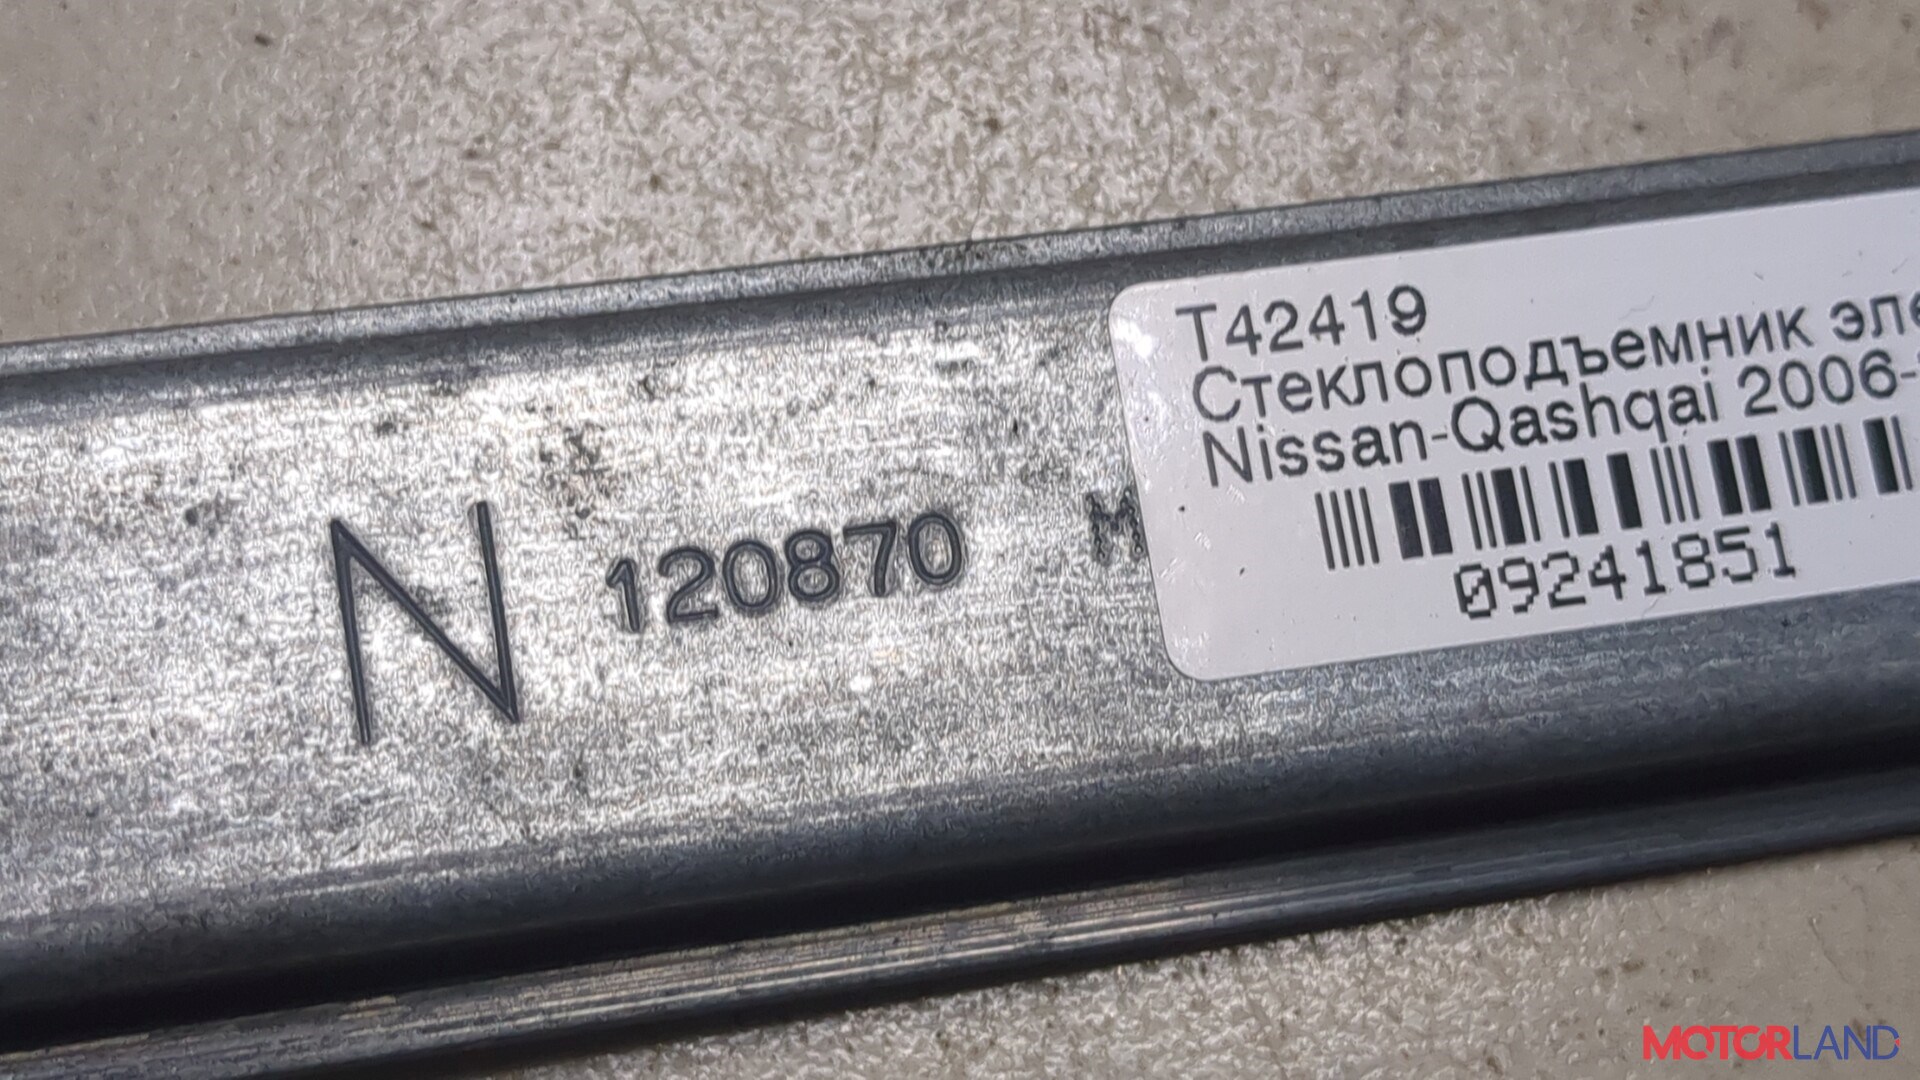 N 120870 M
T42419
Стеклоподъемник эле
Nissan-Qashqai 2006-
09241851
MOTORLAND